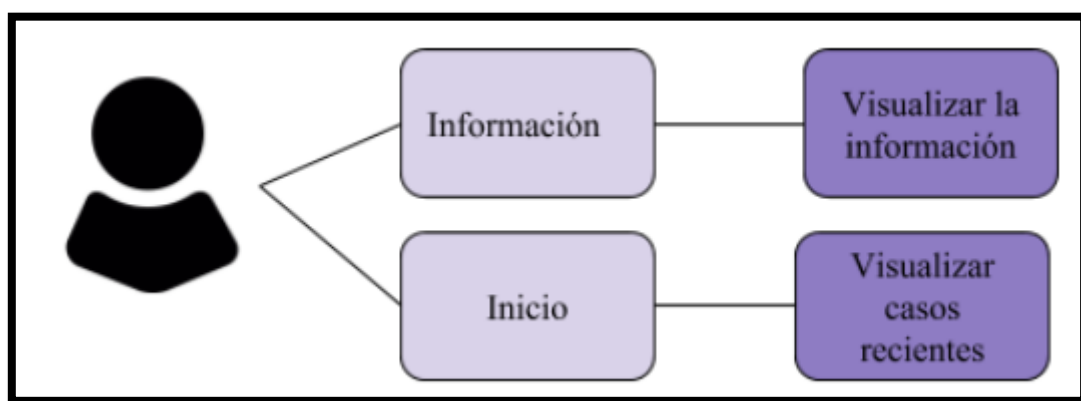 Información
Visualizar la
información
Inicio
Visualizar
casos
recientes